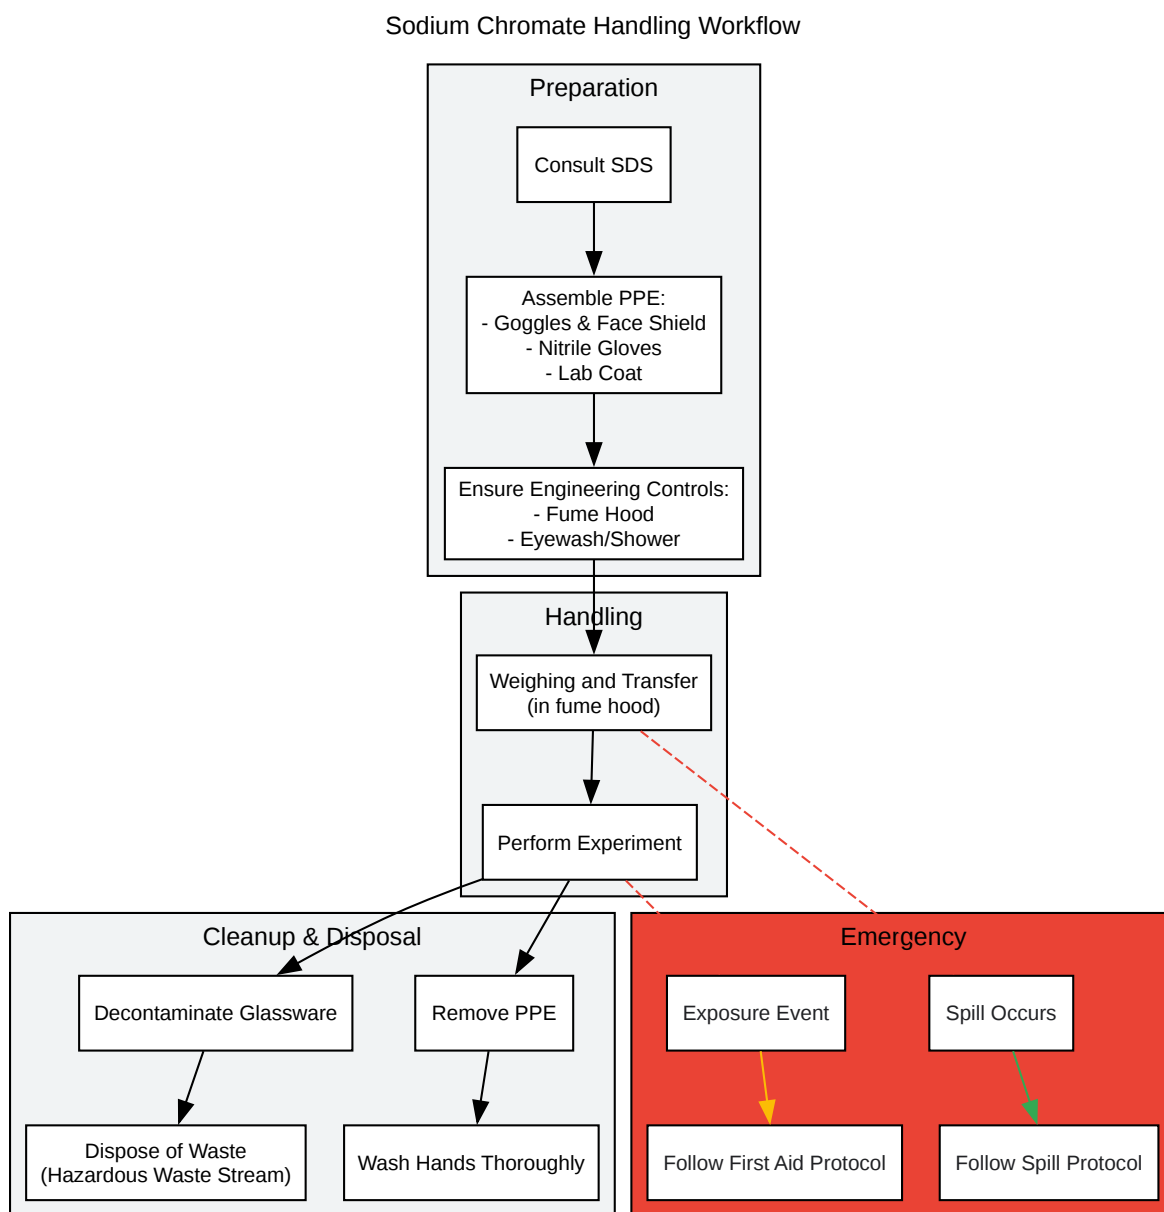 Sodium Chromate Handling Workflow
Preparation
Consult SDS
Assemble PPE:
- Goggles & Face Shield
- Nitrile Gloves
- Lab Coat
Ensure Engineering Controls:
- Fume Hood
- Eyewash/Shower
Handling
Weighing and Transfer
(in fume hood)
Perform Experiment
Cleanup & Disposal
Decontaminate Glassware
Remove PPE
Dispose of Waste
(Hazardous Waste Stream)
Wash Hands Thoroughly
Emergency
Exposure Event
Spill Occurs
Follow First Aid Protocol
Follow Spill Protocol